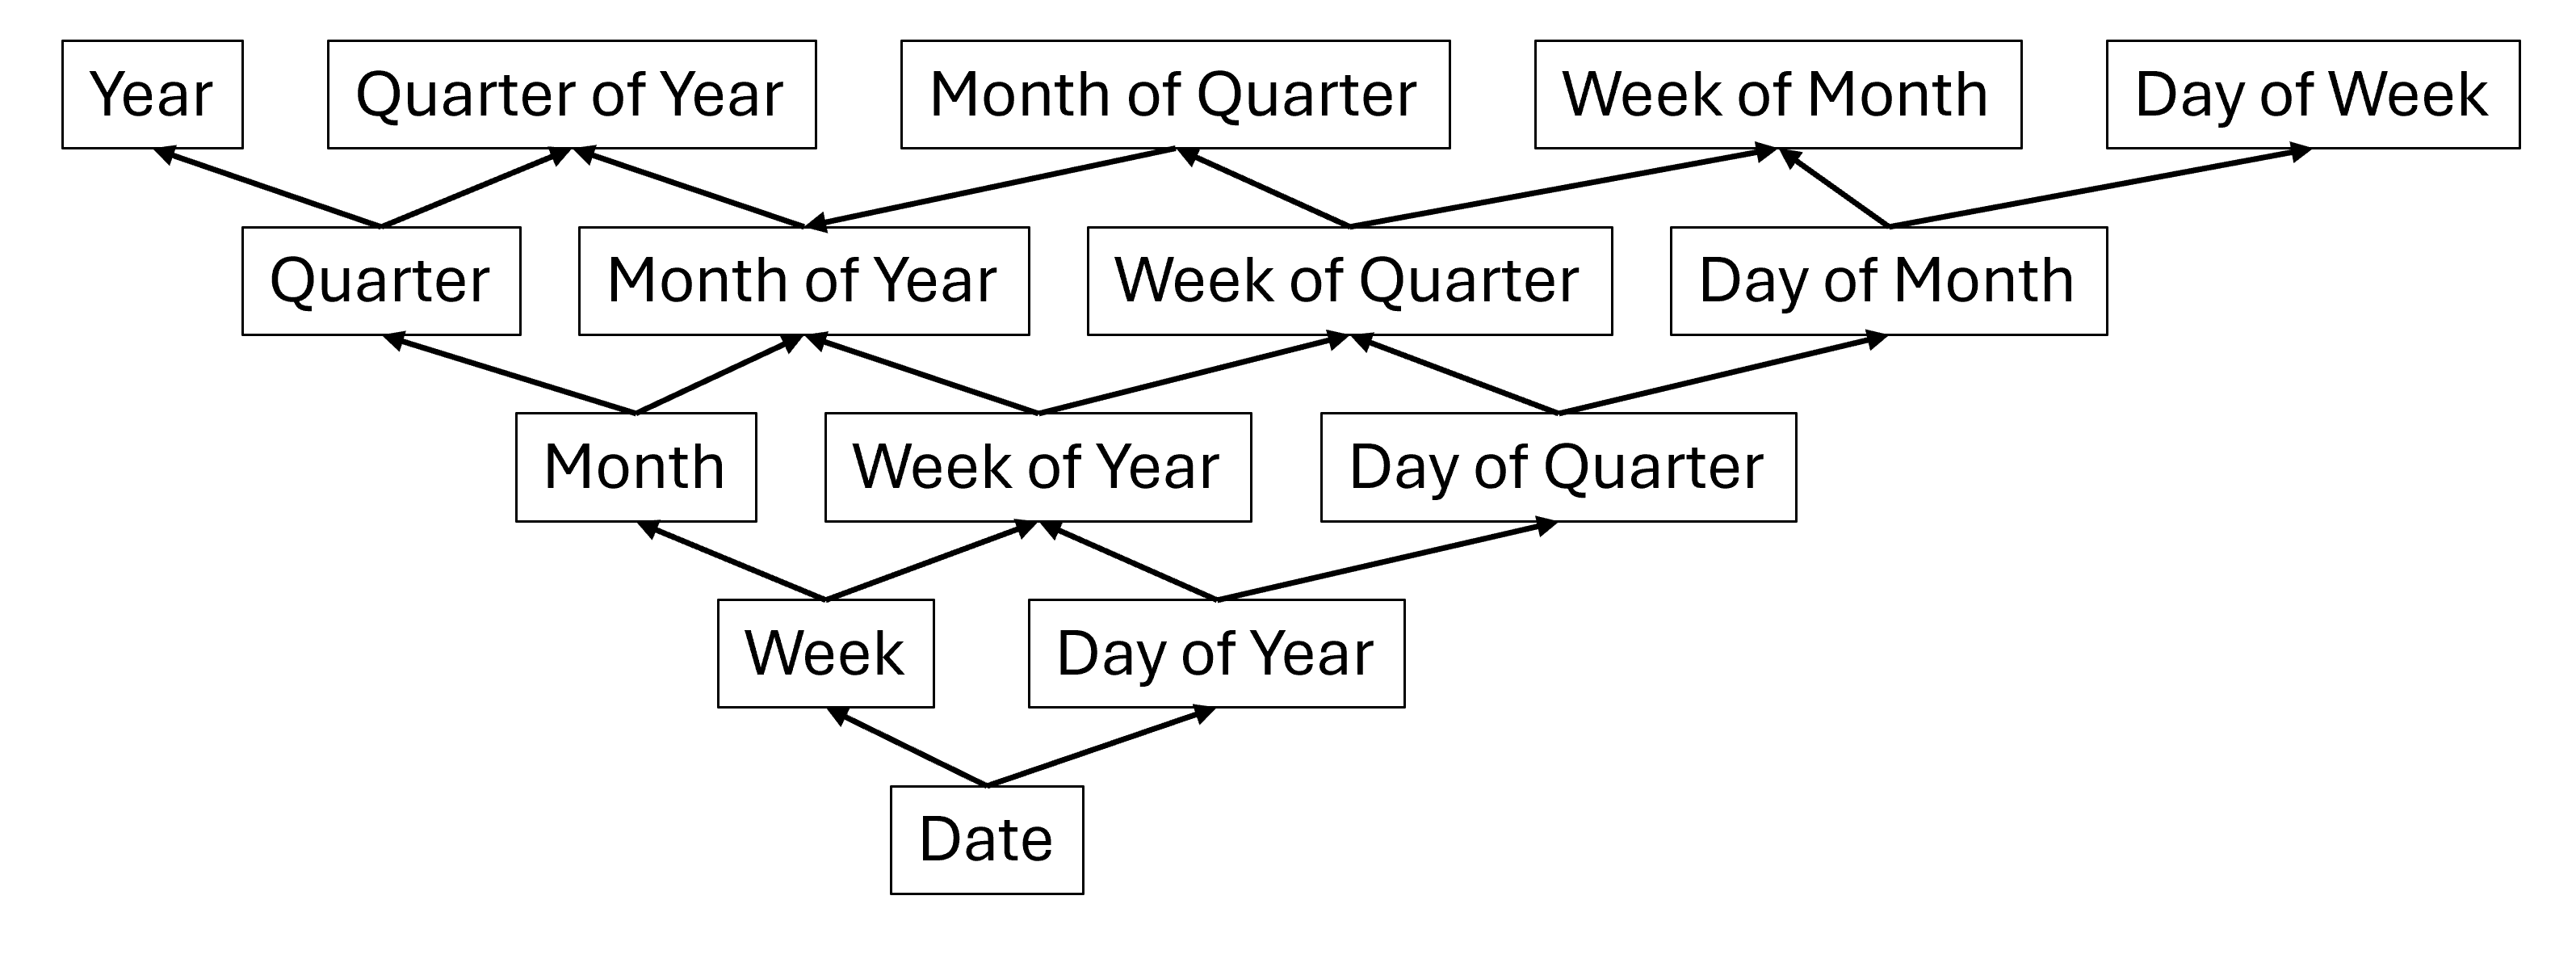 Year
Quarter of Year
Month of Quarter
Week of Month
Day of Week
Quarter
Month of Year
Week of Quarter
Day of Month
Month
Week of Year
Day of Quarter
Week
Day of Year
Date